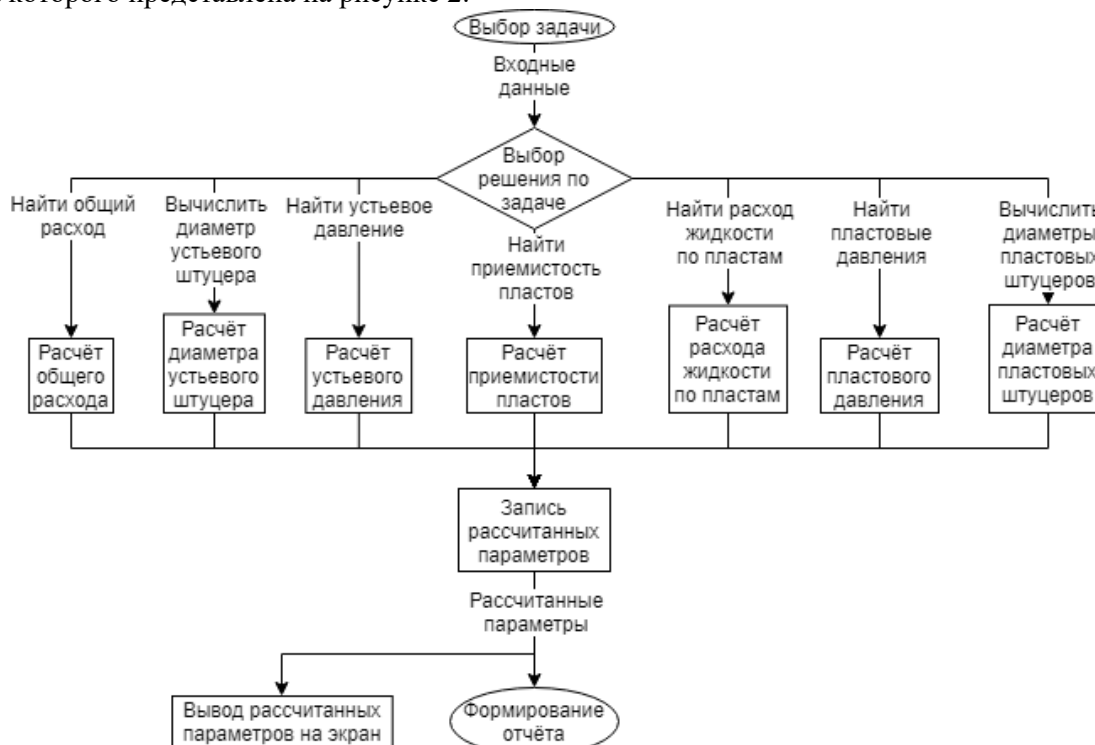 которого представлена на рисунке 2.
Выбор задачи
Входные
данные
Выбор
решения по
задаче
Найти общий
расход
Вычислить
диаметр
устьевого
штуцера
Найти устьевое
давление
Найти
приемистость
пластов
Найти расход
жидкости
по пластам
Найти
пластовые
давления
Вычислить
диаметры
пластовых
штуцеров
Расчёт
общего
расхода
Расчёт
диаметра
устьевого
штуцера
Расчёт
устьевого
давления
Расчёт
приемистости
пластов
Расчёт
расхода
жидкости
по пластам
Расчёт
пластового
давления
Расчёт
диаметра
пластовых
штуцеров
Запись
рассчитанных
параметров
Рассчитанные
параметры
Вывод рассчитанных
параметров на экран
Формирование
отчёта